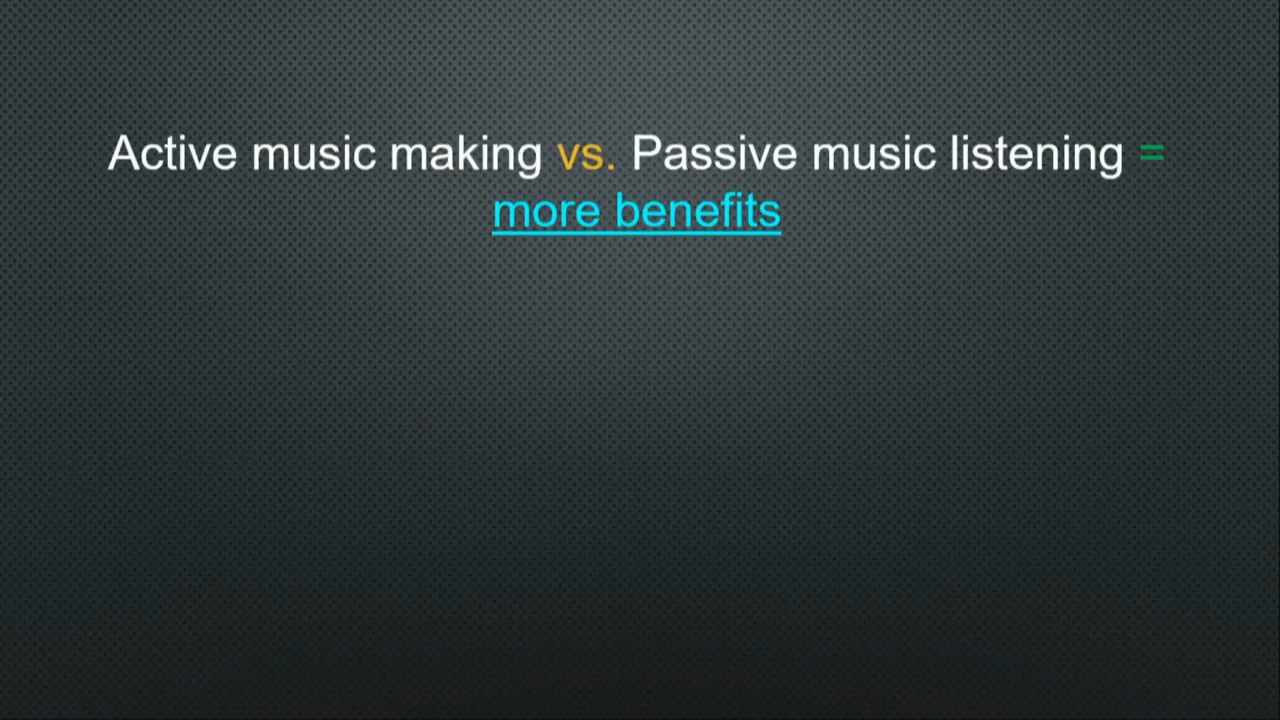 Active music making vs. Passive music listening =
more benefits